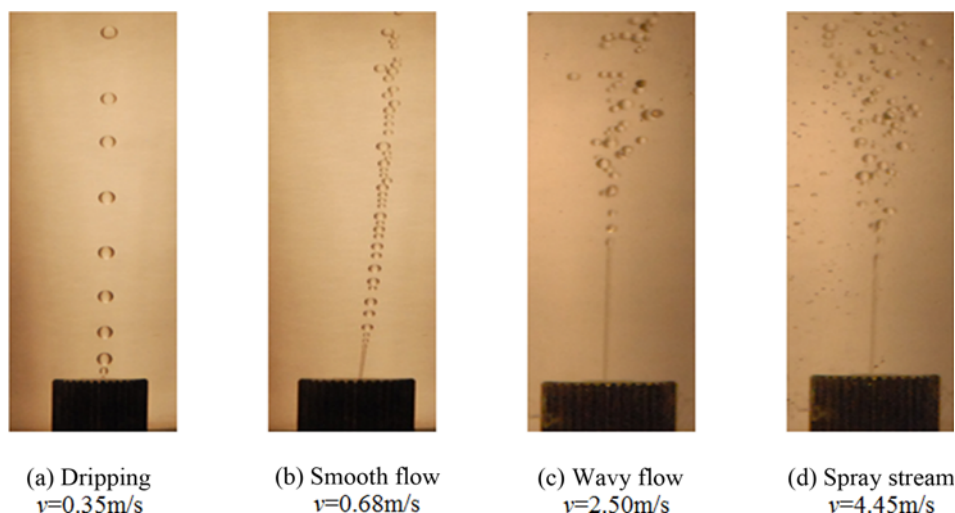 (a) Dripping
v=0.35m/s
(b) Smooth flow
v=0.68m/s
(c) Wavy flow
v=2.50m/s
(d) Spray stream
v=4.45m/s